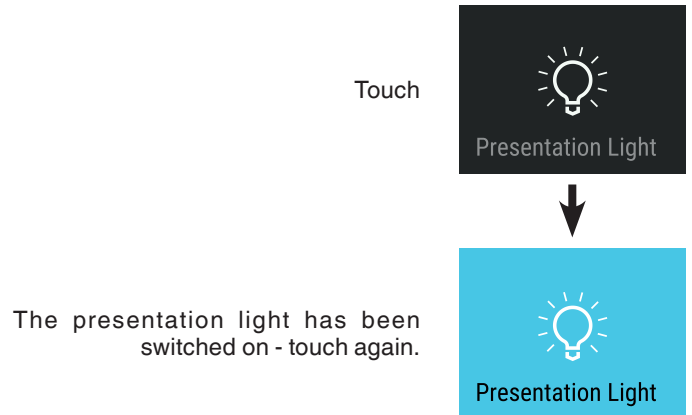 Touch
Presentation Light
The presentation light has been
switched on - touch again.
Presentation Light